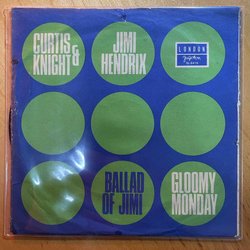 CURTIS &
KNIGHT
JIMI
HENDRIX
LONDON
BALLAD
OF JIMI
GLOOMY
MONDAY